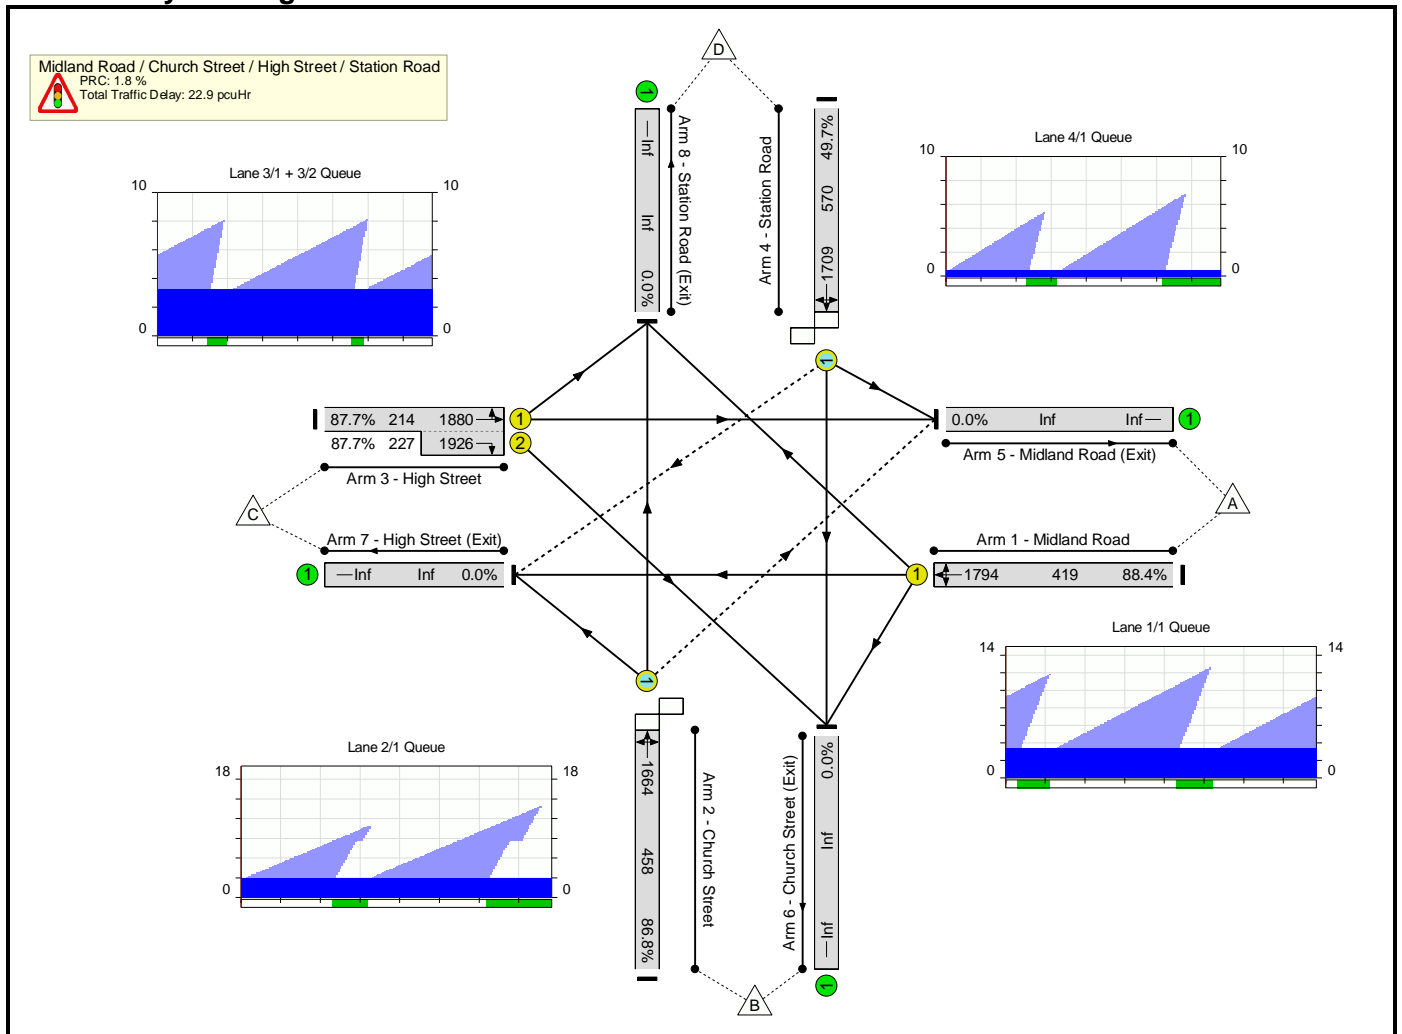 Midland Road / Church Street / High Street / Station Road
PRC: 1.8 %
Total Traffic Delay: 22.9 pcuHr
D
1
Arm 8 - Station Road (Exit)
Inf Inf 0.0%
Arm 4 - Station Road
49.7% 570 1709
1
Lane 4/1 Queue
10 10
0 0
Lane 3/1 + 3/2 Queue
10 10
0 0
87.7% 214 1880 1
87.7% 227 1926 2
Arm 3 - High Street
C
Arm 7 - High Street (Exit)
1 Inf Inf 0.0%
0.0% Inf Inf 1
Arm 5 - Midland Road (Exit)
A
Arm 1 - Midland Road
1 1794 419 88.4%
Lane 1/1 Queue
14 14
0 0
1
Lane 2/1 Queue
18 18
0 0
1664 458 86.8%
Arm 2 - Church Street
Arm 6 - Church Street (Exit)
0.0% Inf Inf
1
B